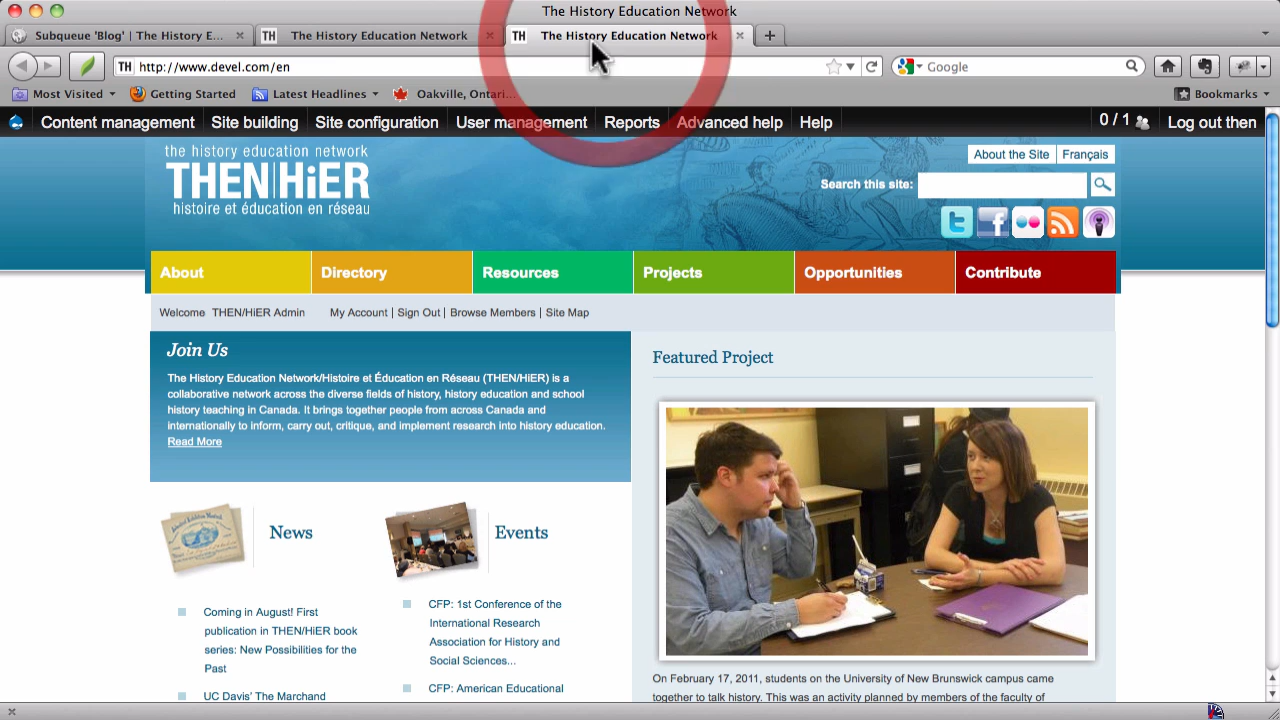 The History Education Network
Subqueue 'Blog' | The History E...
TH The History Education Network
TH The History Education Network
TH http://www.devel.com/en
Google
Most Visited
Getting Started
Latest Headlines
Oakville, Ontari...
Bookmarks
Content management
Site building
Site configuration
User management
Reports
Advanced help
Help
0 / 1
Log out then
the history education network
THEN|HiER
histoire et éducation en réseau
About the Site
Français
Search this site:
About
Directory
Resources
Projects
Opportunities
Contribute
Welcome THEN/HiER Admin
My Account | Sign Out | Browse Members | Site Map
Join Us
The History Education Network/Histoire et Éducation en Réseau (THEN/HiER) is a
collaborative network across the diverse fields of history, history education and school
history teaching in Canada. It brings together people from across Canada and
internationally to inform, carry out, critique, and implement research into history education.
Read More
Featured Project
News
Coming in August! First
publication in THEN/HiER book
series: New Possibilities for the
Past
UC Davis' The Marchand
Events
CFP: 1st Conference of the
International Research
Association for History and
Social Sciences...
CFP: American Educational
On February 17, 2011, students on the University of New Brunswick campus came
together to talk history. This was an activity planned by members of the faculty of